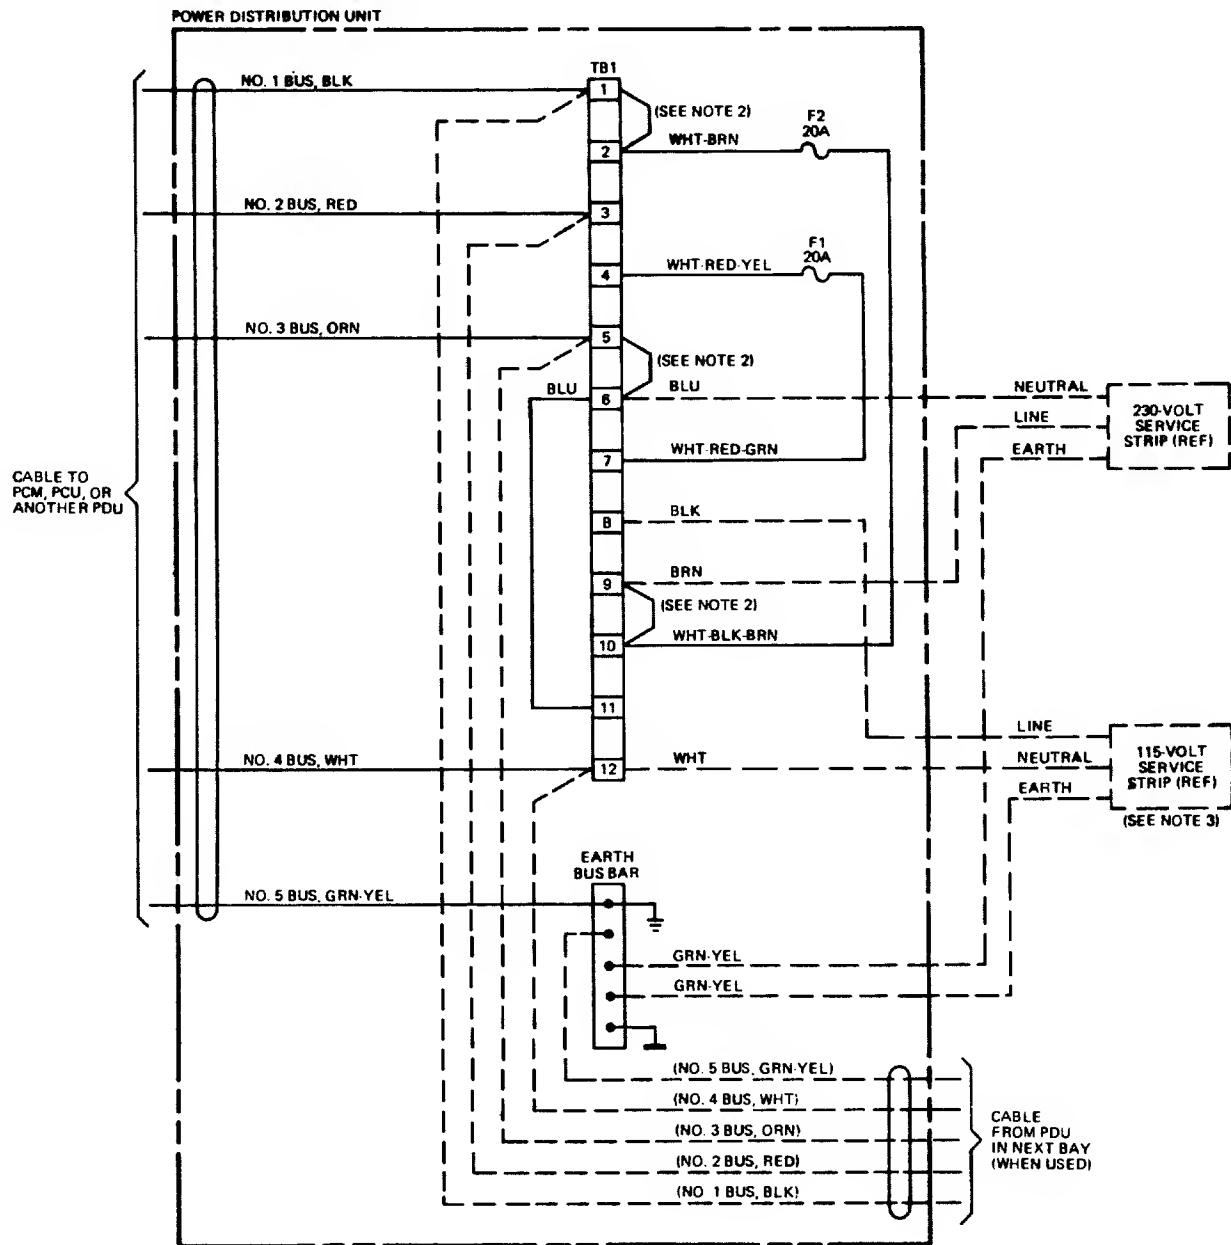 POWER DISTRIBUTION UNIT
TB1
NO. 1 BUS, BLK
1
(SEE NOTE 2)
F2
20A
WHT-BRN
2
NO. 2 BUS, RED
3
F1
20A
WHT-RED-YEL
4
NO. 3 BUS, ORN
5
(SEE NOTE 2)
BLU
6
BLU
NEUTRAL
LINE
EARTH
230-VOLT
SERVICE
STRIP (REF)
WHT-RED-GRN
7
CABLE TO
PCM, PCU, OR
ANOTHER PDU
8
BLK
9
BRN
(SEE NOTE 2)
10
WHT-BLK-BRN
11
LINE
NEUTRAL
EARTH
115-VOLT
SERVICE
STRIP (REF)
(SEE NOTE 3)
NO. 4 BUS, WHT
12
WHT
EARTH
BUS BAR
NO. 5 BUS, GRN-YEL
GRN-YEL
GRN-YEL
(NO. 5 BUS, GRN-YEL)
(NO. 4 BUS, WHT)
(NO. 3 BUS, ORN)
(NO. 2 BUS, RED)
(NO 1 BUS, BLK)
CABLE
FROM PDU
IN NEXT BAY
(WHEN USED)